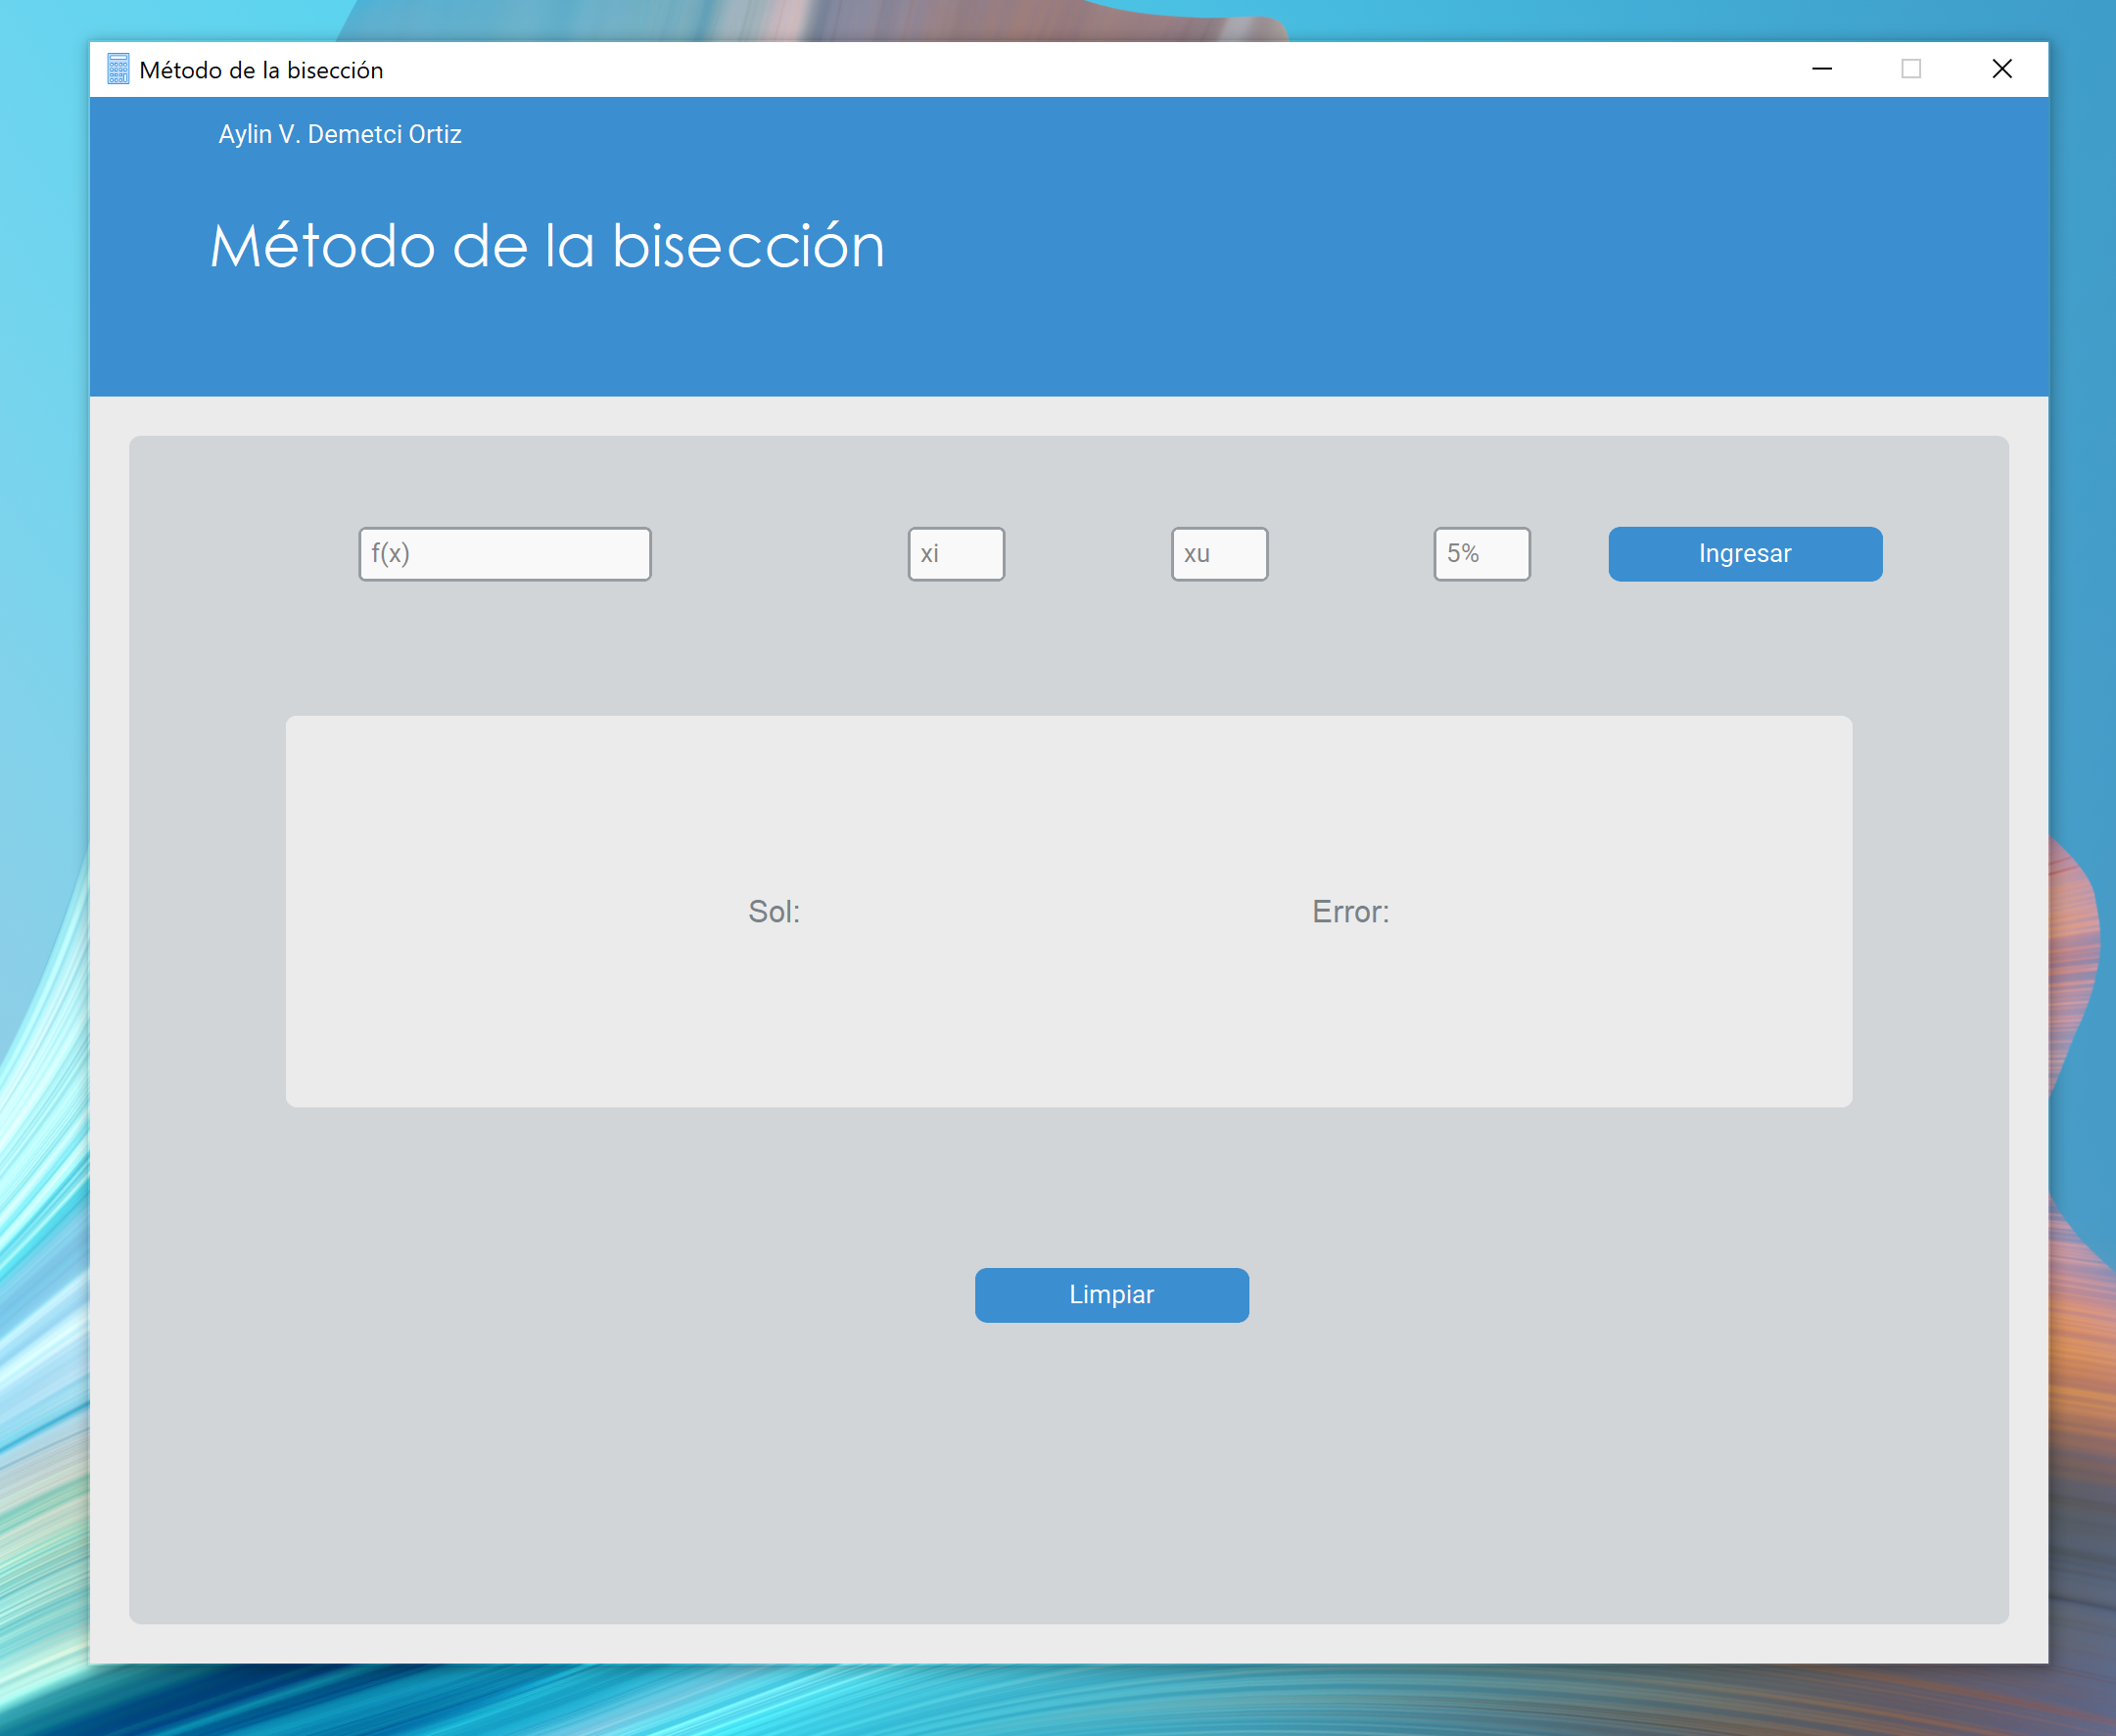 Método de la bisección
Aylin V. Demetci Ortiz
Método de la bisección
f(x) xi xu 5% Ingresar
Sol: Error:
Limpiar